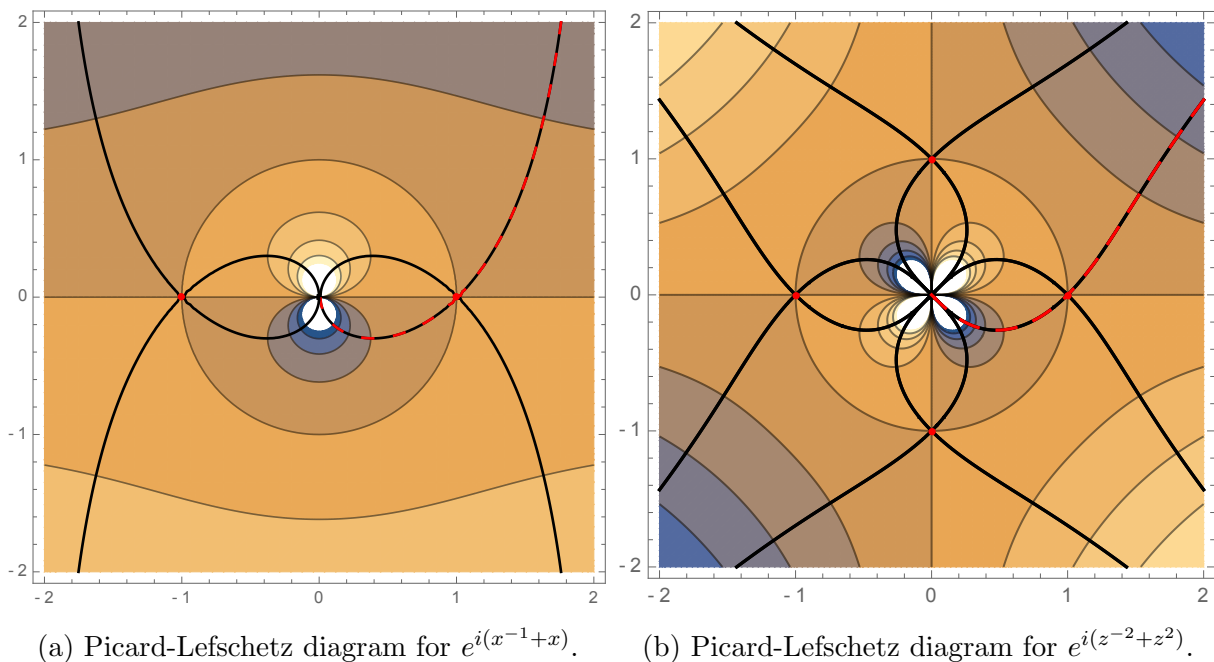 2
1
0
-1
-2
-2 -1 0 1 2
2
1
0
-1
-2
-2 -1 0 1 2
(a) Picard-Lefschetz diagram for $e^{i(x^{-1}+x)}$.
(b) Picard-Lefschetz diagram for $e^{i(z^{-2}+z^{2})}$.